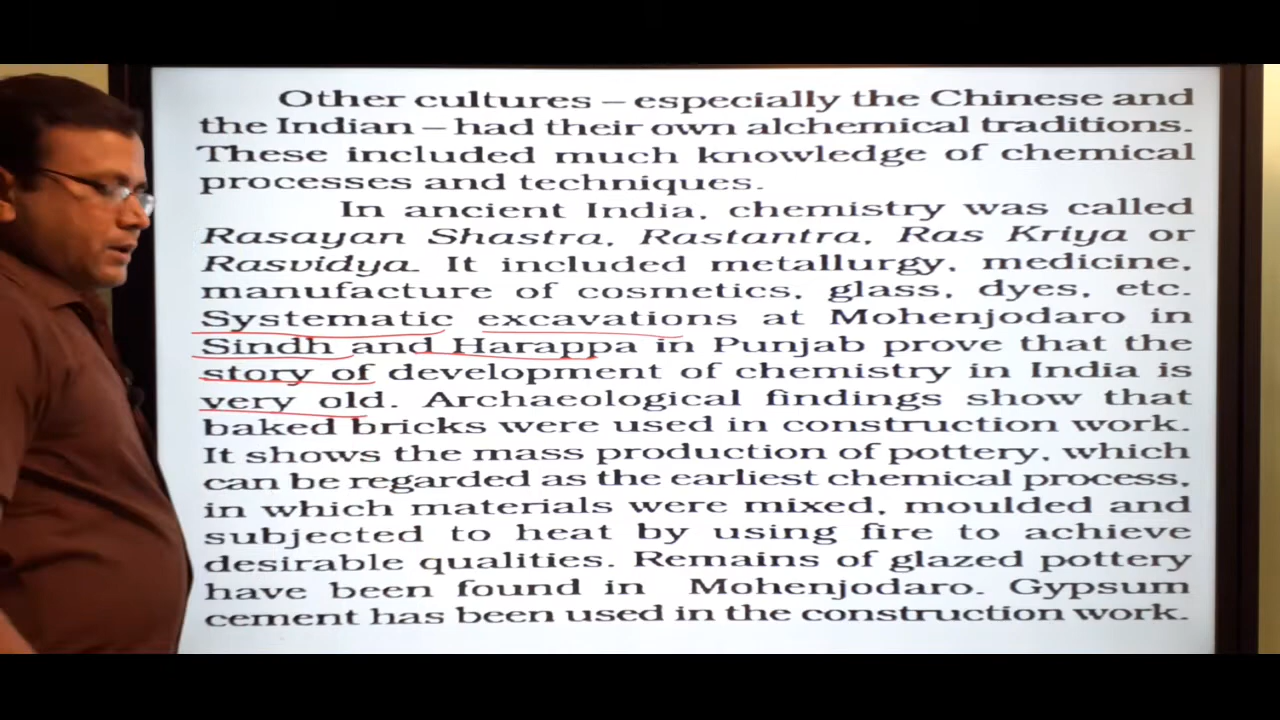 Other cultures – especially the Chinese and
the Indian – had their own alchemical traditions.
These included much knowledge of chemical
processes and techniques.
In ancient India, chemistry was called
Rasayan Shastra, Rastantra, Ras Kriya or
Rasvidya. It included metallurgy, medicine,
manufacture of cosmetics, glass, dyes, etc.
Systematic excavations at Mohenjodaro in
Sindh and Harappa in Punjab prove that the
story of development of chemistry in India is
very old. Archaeological findings show that
baked bricks were used in construction work.
It shows the mass production of pottery, which
can be regarded as the earliest chemical process,
in which materials were mixed, moulded and
subjected to heat by using fire to achieve
desirable qualities. Remains of glazed pottery
have been found in Mohenjodaro. Gypsum
cement has been used in the construction work.